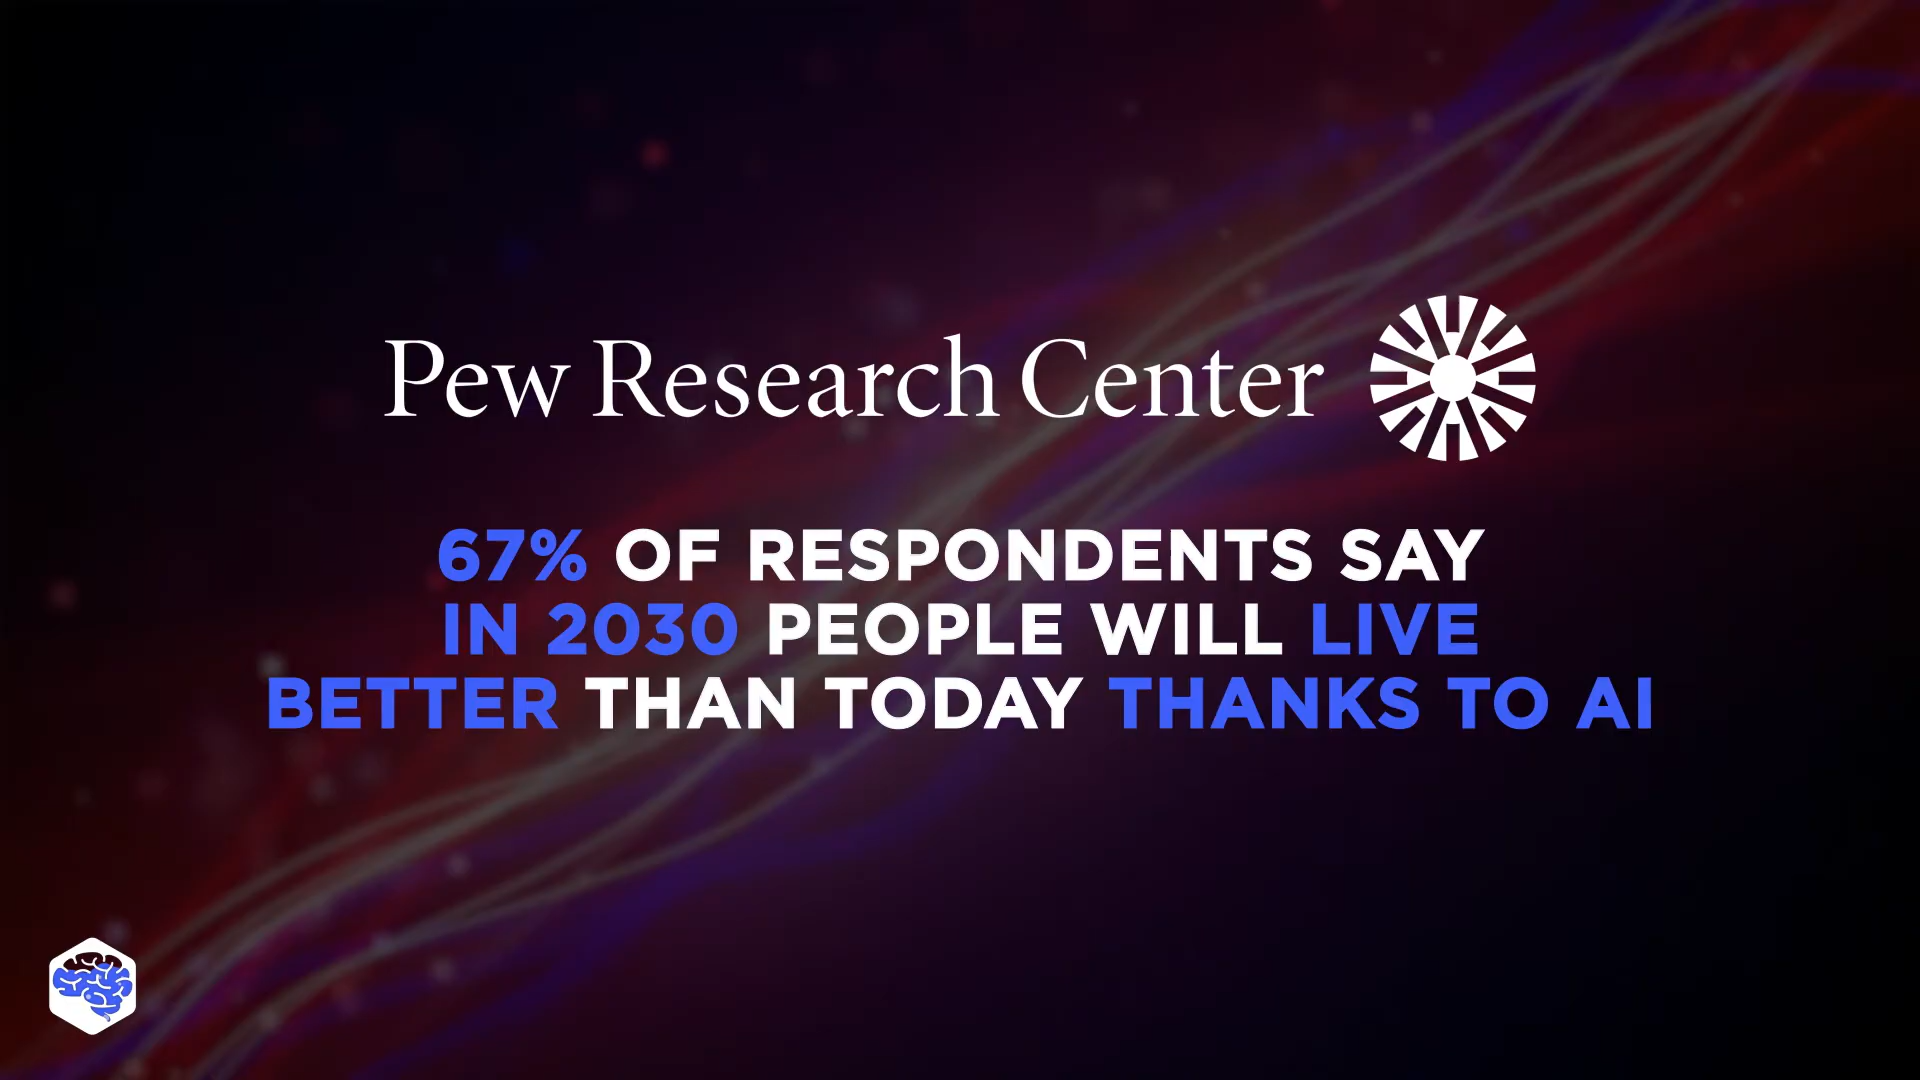 Pew Research Center
67% OF RESPONDENTS SAY
IN 2030 PEOPLE WILL LIVE
BETTER THAN TODAY THANKS TO AI